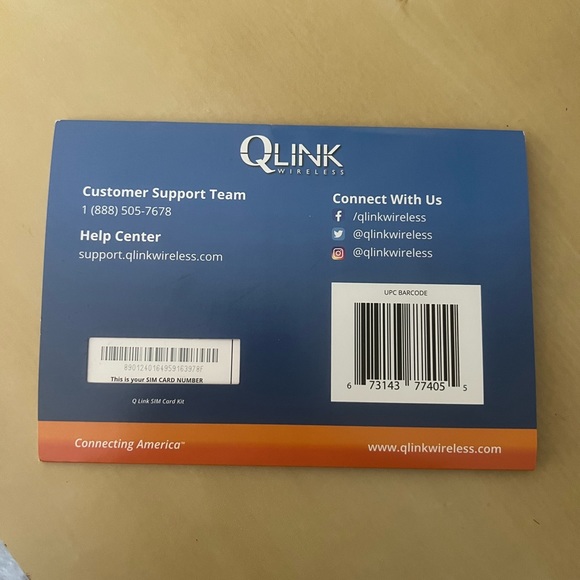 QLINK
WIRELESS
Customer Support Team
1 (888) 505-7678
Help Center
support.qlinkwireless.com
Connect With Us
/qlinkwireless
@qlinkwireless
@qlinkwireless
UPC BARCODE
6 73143 77405 5
8901240164959163978F
This is your SIM CARD NUMBER
Q Link SIM Card Kit
Connecting America℠
www.qlinkwireless.com